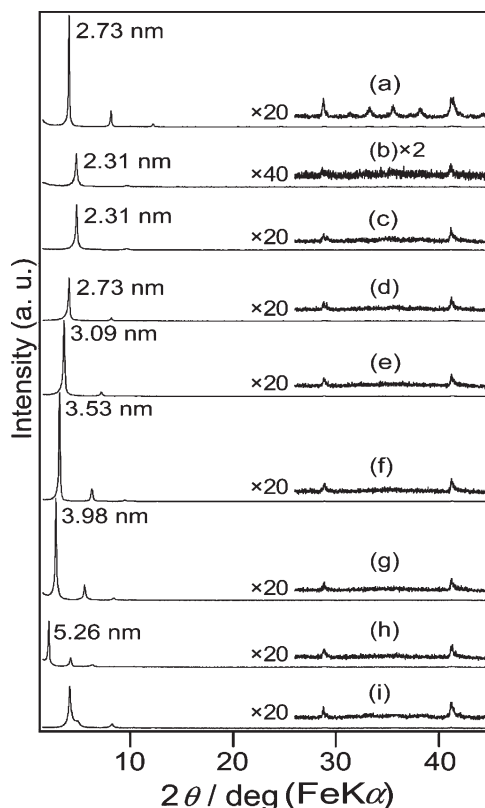 2.73 nm
(a)
×20
(b)×2
2.31 nm
×40
2.31 nm
(c)
×20
2.73 nm
(d)
×20
3.09 nm
(e)
×20
3.53 nm
(f)
×20
3.98 nm
(g)
×20
(h)
5.26 nm
×20
(i)
×20
Intensity (a. u.)
10
20
30
40
2θ / deg (FeKα)